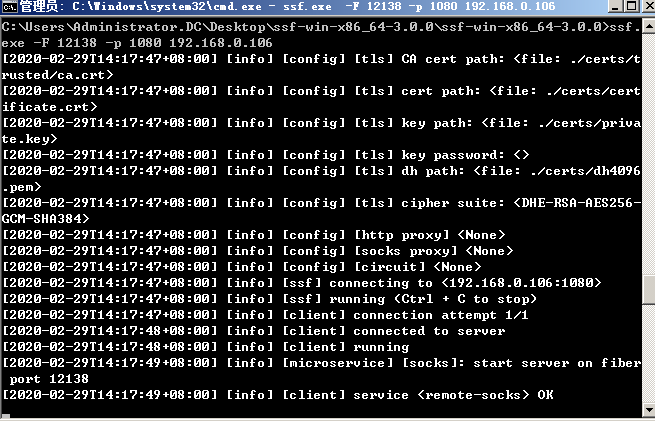 管理员: C:\Windows\system32\cmd.exe - ssf.exe  -F 12138 -p 1080 192.168.0.106
C:\Users\Administrator.DC\Desktop\ssf-win-x86_64-3.0.0\ssf-win-x86_64-3.0.0>ssf.
exe -F 12138 -p 1080 192.168.0.106
[2020-02-29T14:17:47+08:00] [info] [config] [tls] CA cert path: <file: ./certs/t
rusted/ca.crt>
[2020-02-29T14:17:47+08:00] [info] [config] [tls] cert path: <file: ./certs/cert
ificate.crt>
[2020-02-29T14:17:47+08:00] [info] [config] [tls] key path: <file: ./certs/priva
te.key>
[2020-02-29T14:17:47+08:00] [info] [config] [tls] key password: <>
[2020-02-29T14:17:47+08:00] [info] [config] [tls] dh path: <file: ./certs/dh4096
.pem>
[2020-02-29T14:17:47+08:00] [info] [config] [tls] cipher suite: <DHE-RSA-AES256-
GCM-SHA384>
[2020-02-29T14:17:47+08:00] [info] [config] [http proxy] <None>
[2020-02-29T14:17:47+08:00] [info] [config] [socks proxy] <None>
[2020-02-29T14:17:47+08:00] [info] [config] [circuit] <None>
[2020-02-29T14:17:47+08:00] [info] [ssf] connecting to <192.168.0.106:1080>
[2020-02-29T14:17:47+08:00] [info] [ssf] running (Ctrl + C to stop)
[2020-02-29T14:17:47+08:00] [info] [client] connection attempt 1/1
[2020-02-29T14:17:48+08:00] [info] [client] connected to server
[2020-02-29T14:17:48+08:00] [info] [client] running
[2020-02-29T14:17:49+08:00] [info] [microservice] [socks]: start server on fiber
 port 12138
[2020-02-29T14:17:49+08:00] [info] [client] service <remote-socks> OK